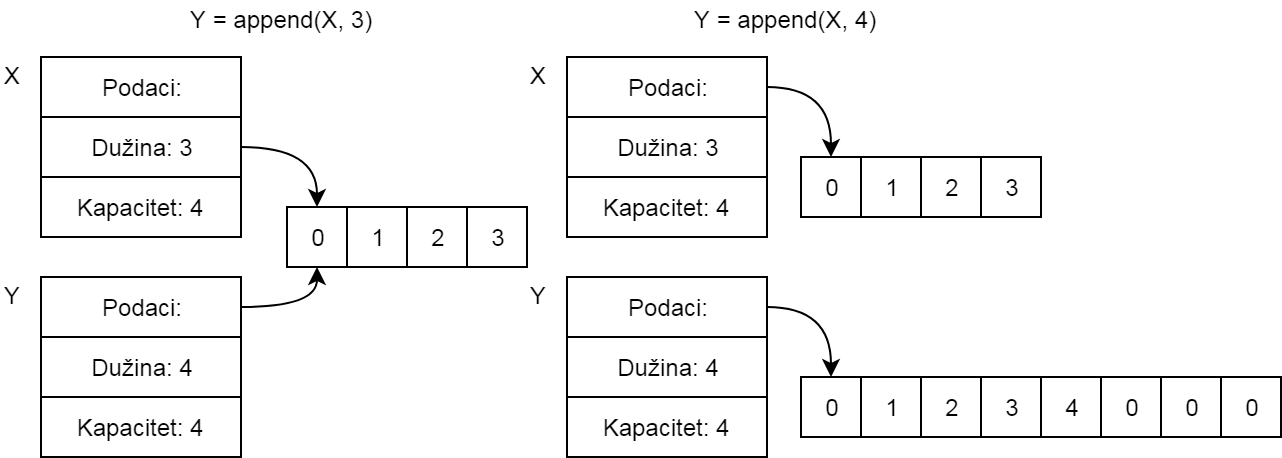 Y = append(X, 3)
X
Podaci:
Dužina: 3
Kapacitet: 4
0 1 2 3
Y
Podaci:
Dužina: 4
Kapacitet: 4
Y = append(X, 4)
X
Podaci:
Dužina: 3
Kapacitet: 4
0 1 2 3
Y
Podaci:
Dužina: 4
Kapacitet: 4
0 1 2 3 4 0 0 0